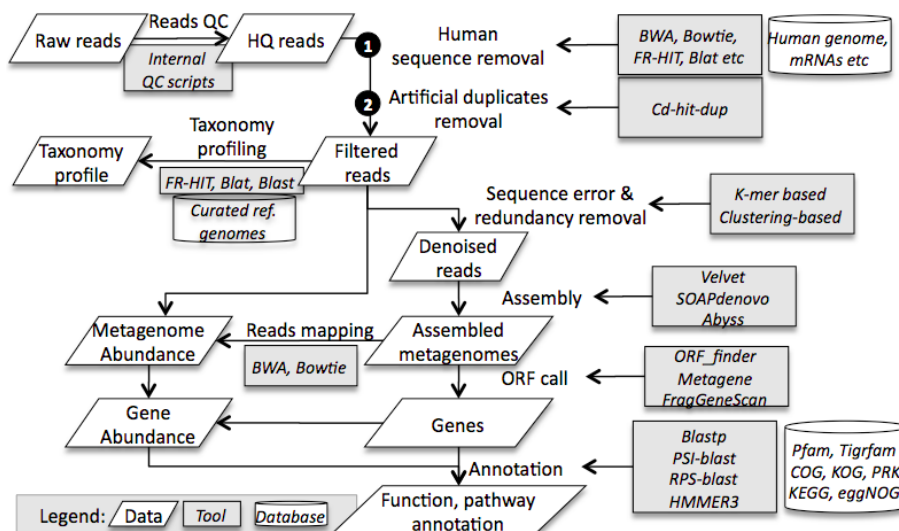 Reads QC
Raw reads
HQ reads
Internal
QC scripts
1
Human
sequence removal
BWA, Bowtie,
FR-HIT, Blat etc
Human genome,
mRNAs etc
2
Artificial duplicates
removal
Cd-hit-dup
Taxonomy
profiling
Taxonomy
profile
Filtered
reads
FR-HIT, Blat, Blast
Curated ref.
genomes
Sequence error &
redundancy removal
K-mer based
Clustering-based
Denoised
reads
Assembly
Velvet
SOAPdenovo
Abyss
Metagenome
Abundance
Reads mapping
BWA, Bowtie
Assembled
metagenomes
ORF call
ORF_finder
Metagene
FragGeneScan
Gene
Abundance
Genes
Annotation
Blastp
PSI-blast
RPS-blast
HMMER3
Pfam, Tigrfam
COG, KOG, PRK
KEGG, eggNOG
Function, pathway
annotation
Legend: Data Tool Database